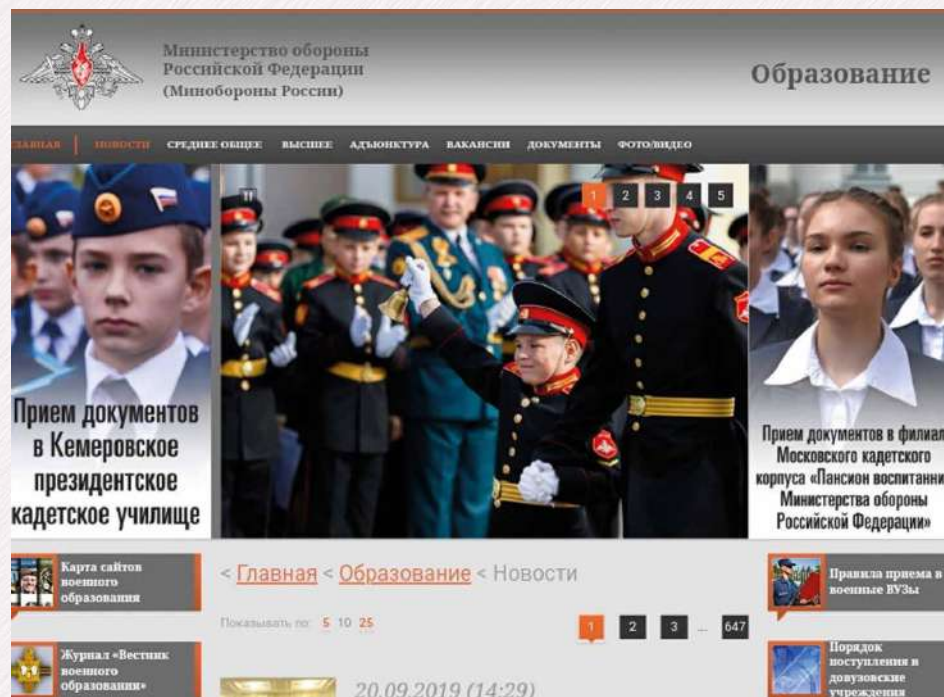 Министерство обороны
Российской Федерации
(Минобороны России)
Образование
ГЛАВНАЯ НОВОСТИ СРЕДНЕЕ ОБЩЕЕ ВЫСШЕЕ АДЪЮНКТУРА ВАКАНСИИ ДОКУМЕНТЫ ФОТО/ВИДЕО
1 2 3 4 5
Прием документов
в Кемеровское
президентское
кадетское училище
Прием документов в филиал
Московского кадетского
корпуса «Пансион воспитанни
Министерства обороны
Российской Федерации»
Карта сайтов
военного
образования
Журнал «Вестник
военного
образования»
< Главная < Образование < Новости
Показывать по: 5 10 25
1 2 3 ... 647
20.09.2019 (14:29)
Правила приема в
военные ВУЗы
Порядок
поступления в
довузовские
учреждения